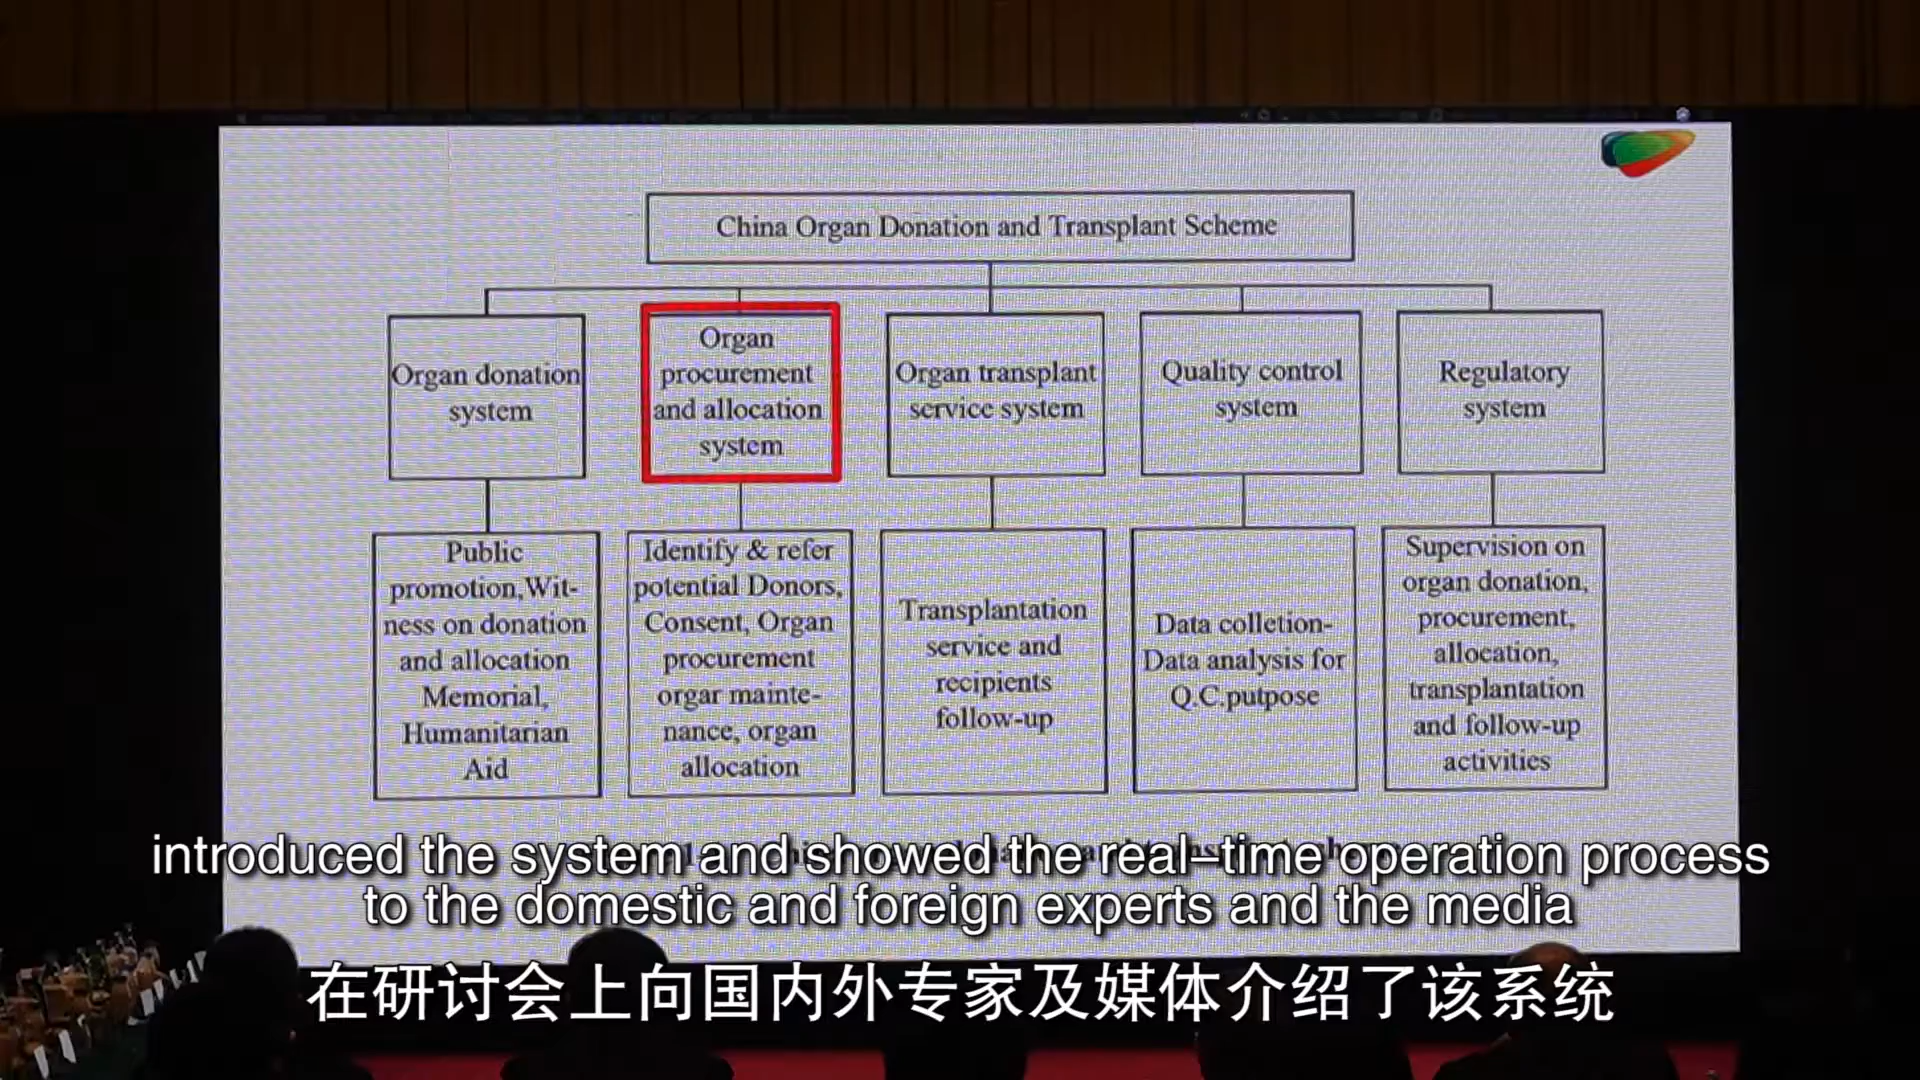 China Organ Donation and Transplant Scheme
Organ donation
system
Organ
procurement
and allocation
system
Organ transplant
service system
Quality control
system
Regulatory
system
Public
promotion,Wit-
ness on donation
and allocation
Memorial,
Humanitarian
Aid
Identify & refer
potential Donors,
Consent, Organ
procurement
orgar mainte-
nance, organ
allocation
Transplantation
service and
recipients
follow-up
Data colletion-
Data analysis for
Q.C.putpose
Supervision on
organ donation,
procurement,
allocation,
transplantation
and follow-up
activities
introduced the system and showed the real-time operation process
to the domestic and foreign experts and the media
在研讨会上向国内外专家及媒体介绍了该系统